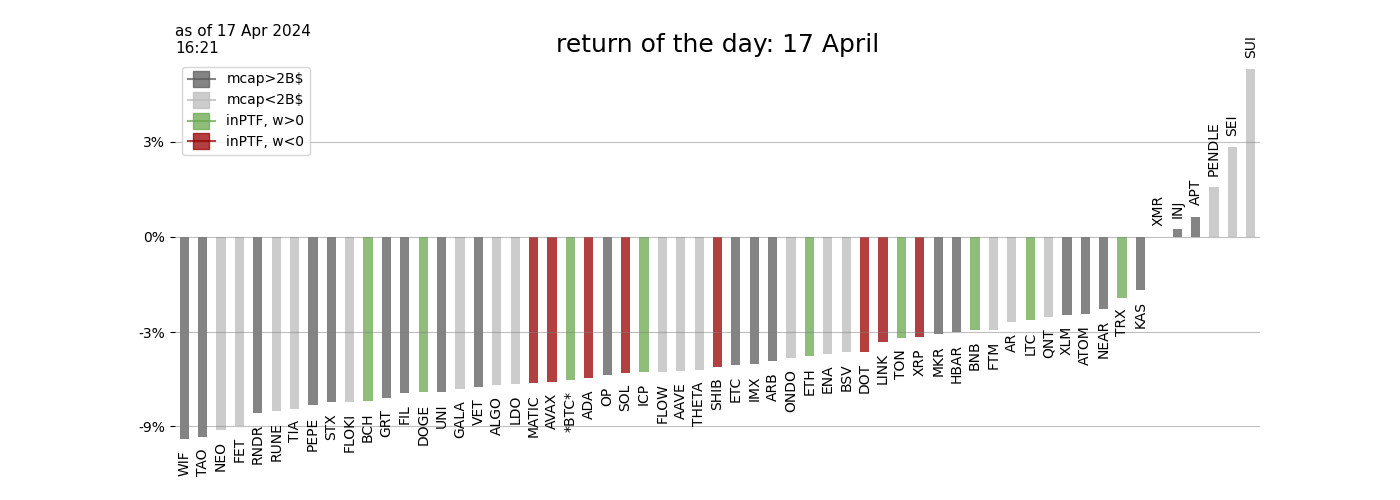 as of 17 Apr 2024
16:21
return of the day: 17 April
mcap>2B$
mcap<2B$
inPTF, w>0
inPTF, w<0
3%
0%
-3%
-9%
WIF
TAO
NEO
FET
RNDR
RUNE
TIA
PEPE
STX
FLOKI
BCH
GRT
FIL
DOGE
UNI
GALA
VET
ALGO
LDO
MATIC
AVAX
*BTC*
ADA
OP
SOL
ICP
FLOW
AAVE
THETA
SHIB
ETC
IMX
ARB
ONDO
ETH
ENA
BSV
DOT
LINK
TON
XRP
MKR
HBAR
BNB
FTM
AR
LTC
QNT
XLM
ATOM
NEAR
TRX
KAS
XMR
INJ
APT
PENDLE
SEI
SUI